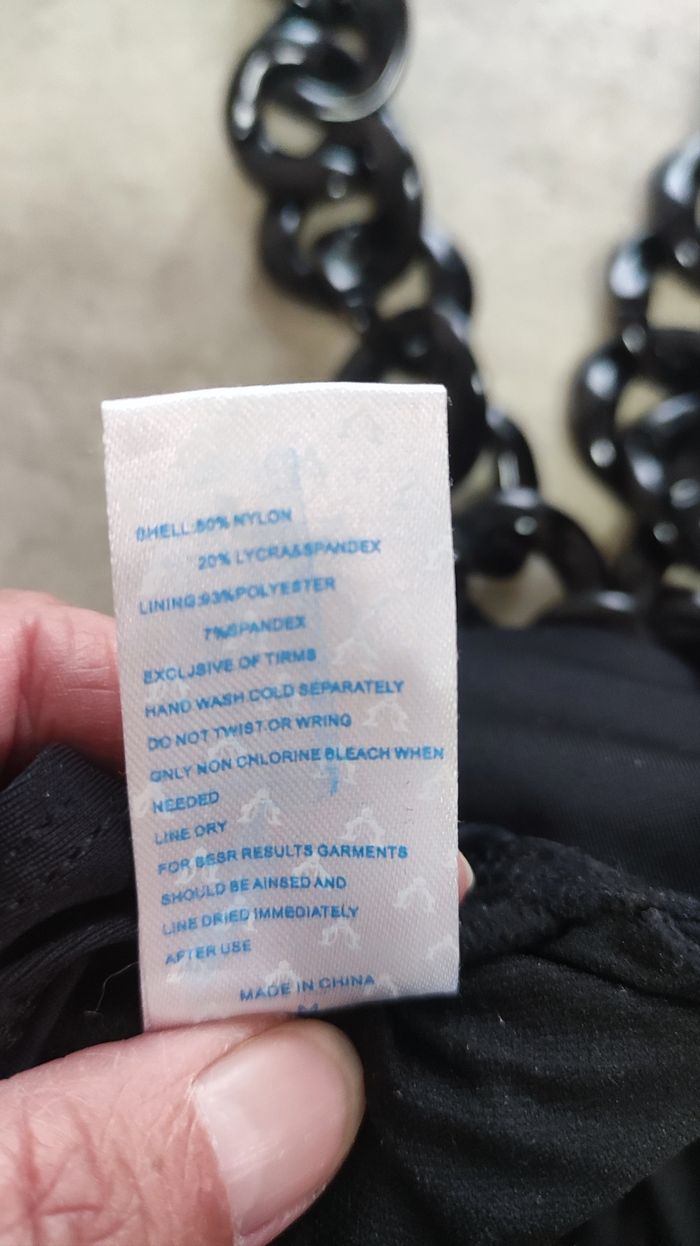 SHELL:80% NYLON
20% LYCRA&SPANDEX
LINING:93%POLYESTER
7%SPANDEX
EXCLJSIVE OF TIRMS
HAND WASH COLD SEPARATELY
DO NOT TWIST OR WRING
ONLY NON CHLORINE BLEACH WHEN
NEEDED
LINE DRY
FOR BESR RESULTS GARMENTS
SHOULD BE AINSED AND
LINE DRIED IMMEDIATELY
AFTER USE
MADE IN CHINA